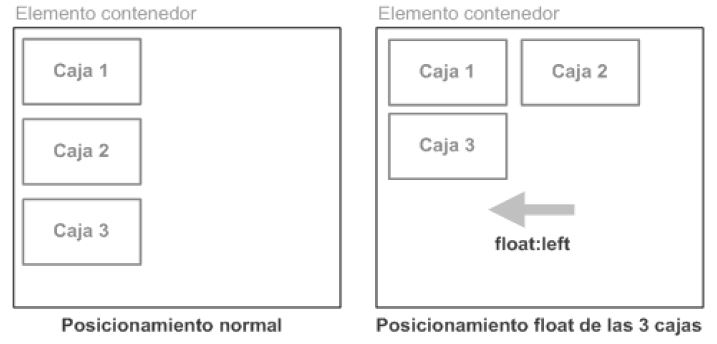 Elemento contenedor
Caja 1
Caja 2
Caja 3
Posicionamiento normal
Elemento contenedor
Caja 1
Caja 2
Caja 3
float:left
Posicionamiento float de las 3 cajas